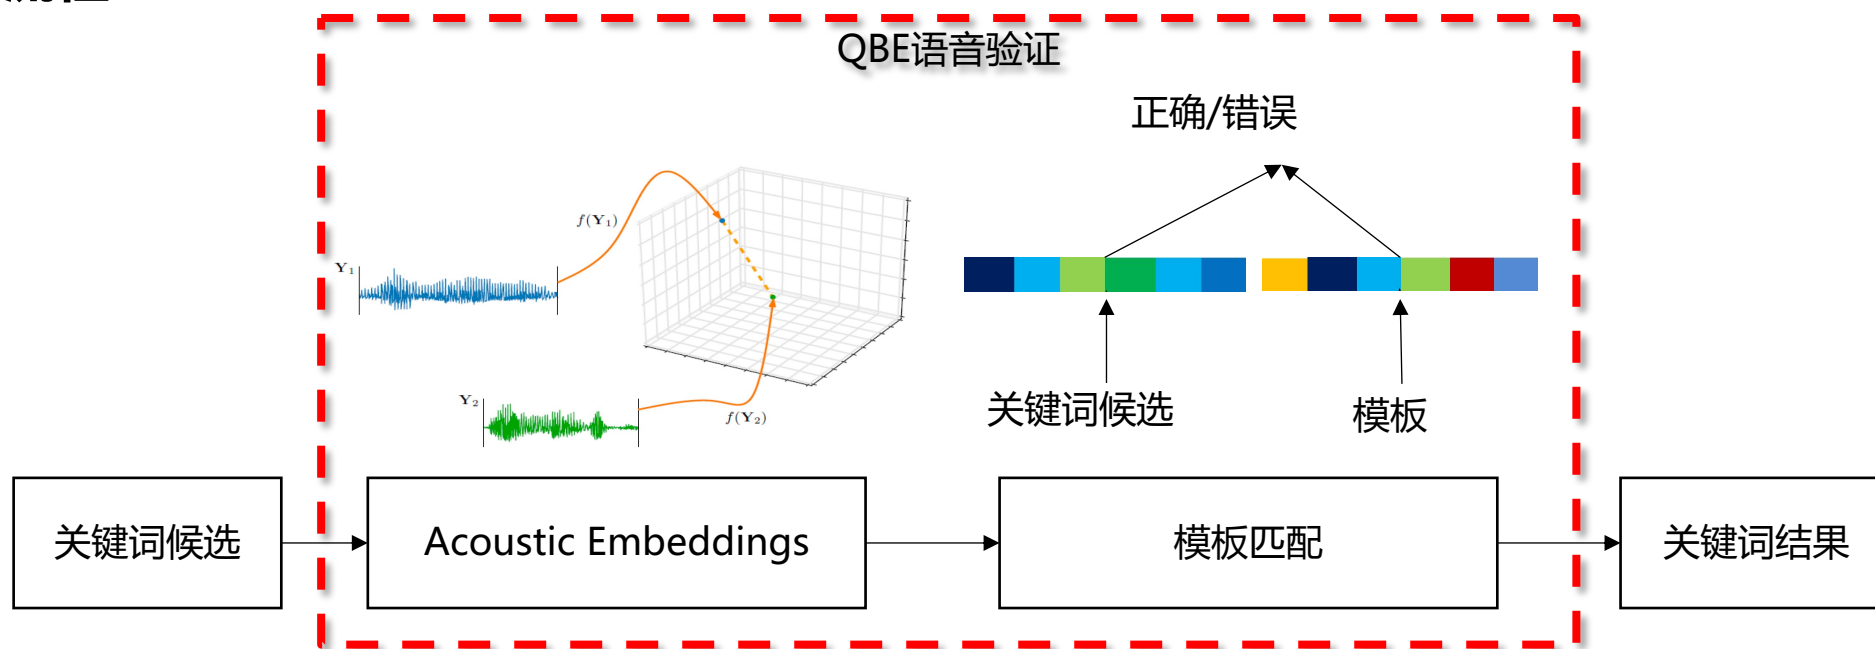 QBE语音验证
正确/错误
f(Y₁)
Y₁
Y₂
f(Y₂)
关键词候选
模板
关键词候选
Acoustic Embeddings
模板匹配
关键词结果